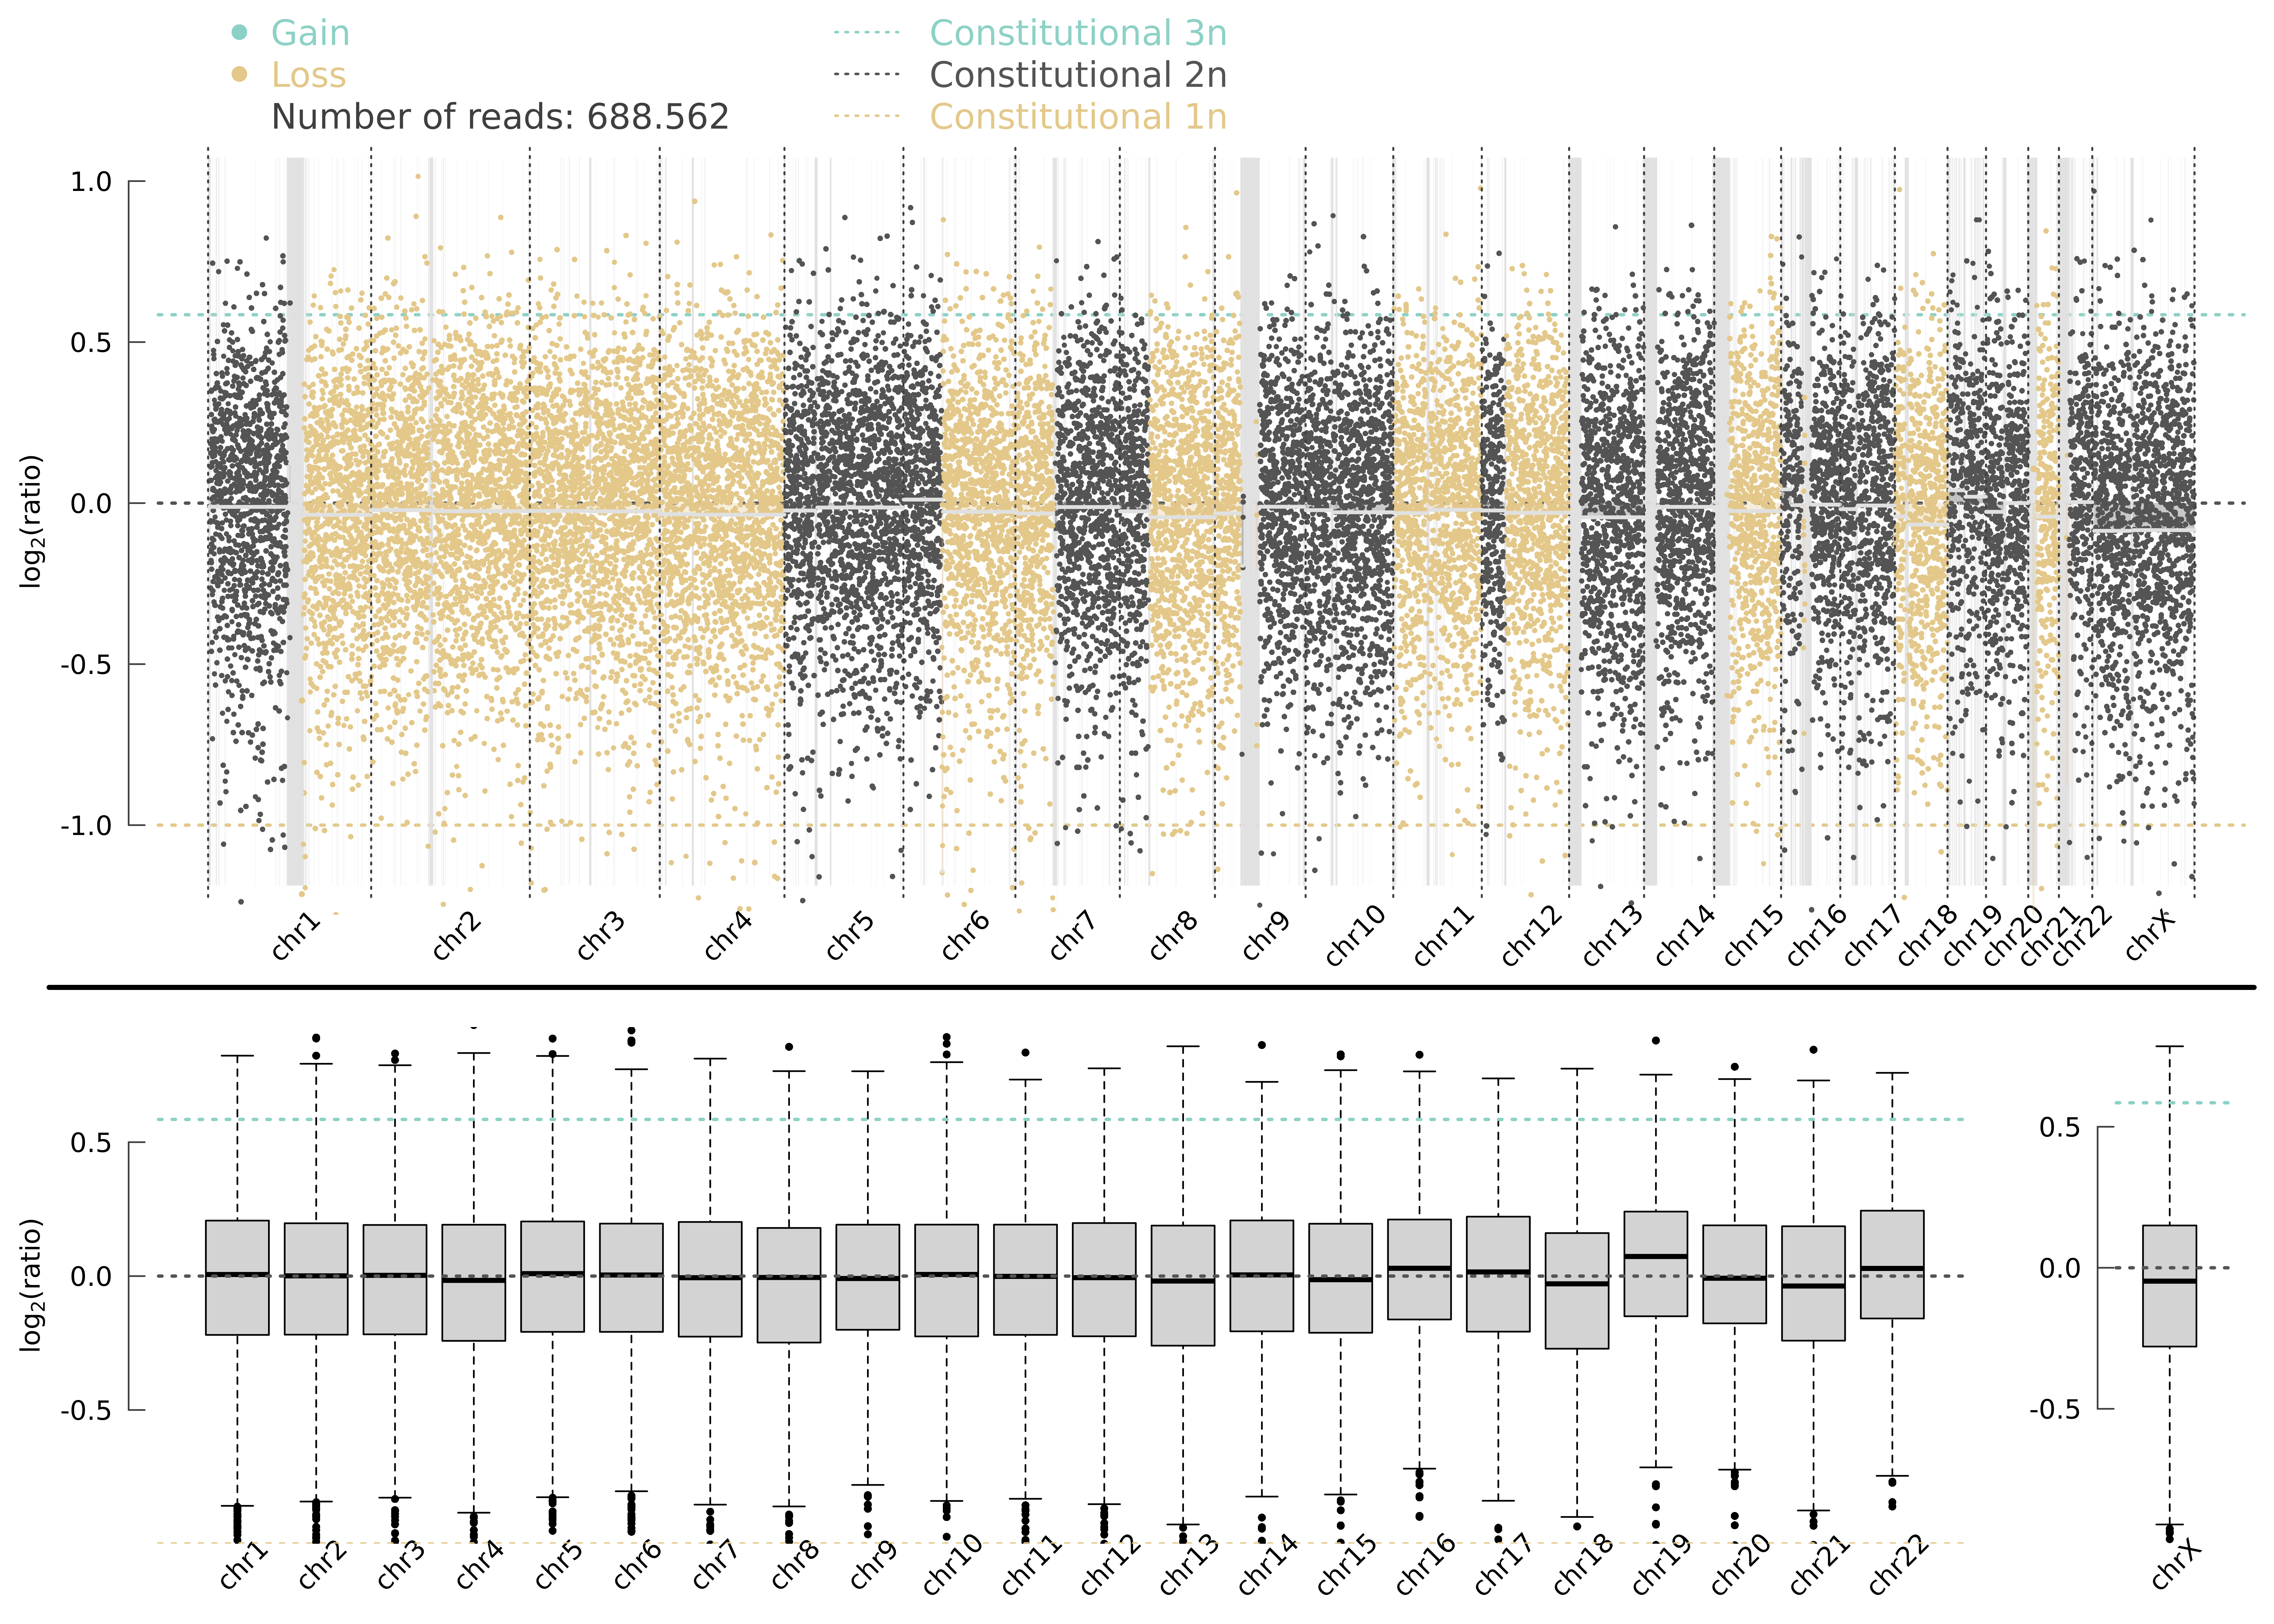 Gain
Loss
Number of reads: 688.562
Constitutional 3n
Constitutional 2n
Constitutional 1n
log2(ratio)
1.0
0.5
0.0
-0.5
-1.0
chr1 chr2 chr3 chr4 chr5 chr6 chr7 chr8 chr9 chr10 chr11 chr12 chr13 chr14 chr15 chr16 chr17 chr18 chr19 chr20 chr21 chr22 chrX
log2(ratio)
0.5
0.0
-0.5
chr1 chr2 chr3 chr4 chr5 chr6 chr7 chr8 chr9 chr10 chr11 chr12 chr13 chr14 chr15 chr16 chr17 chr18 chr19 chr20 chr21 chr22
0.5
0.0
-0.5
chrX